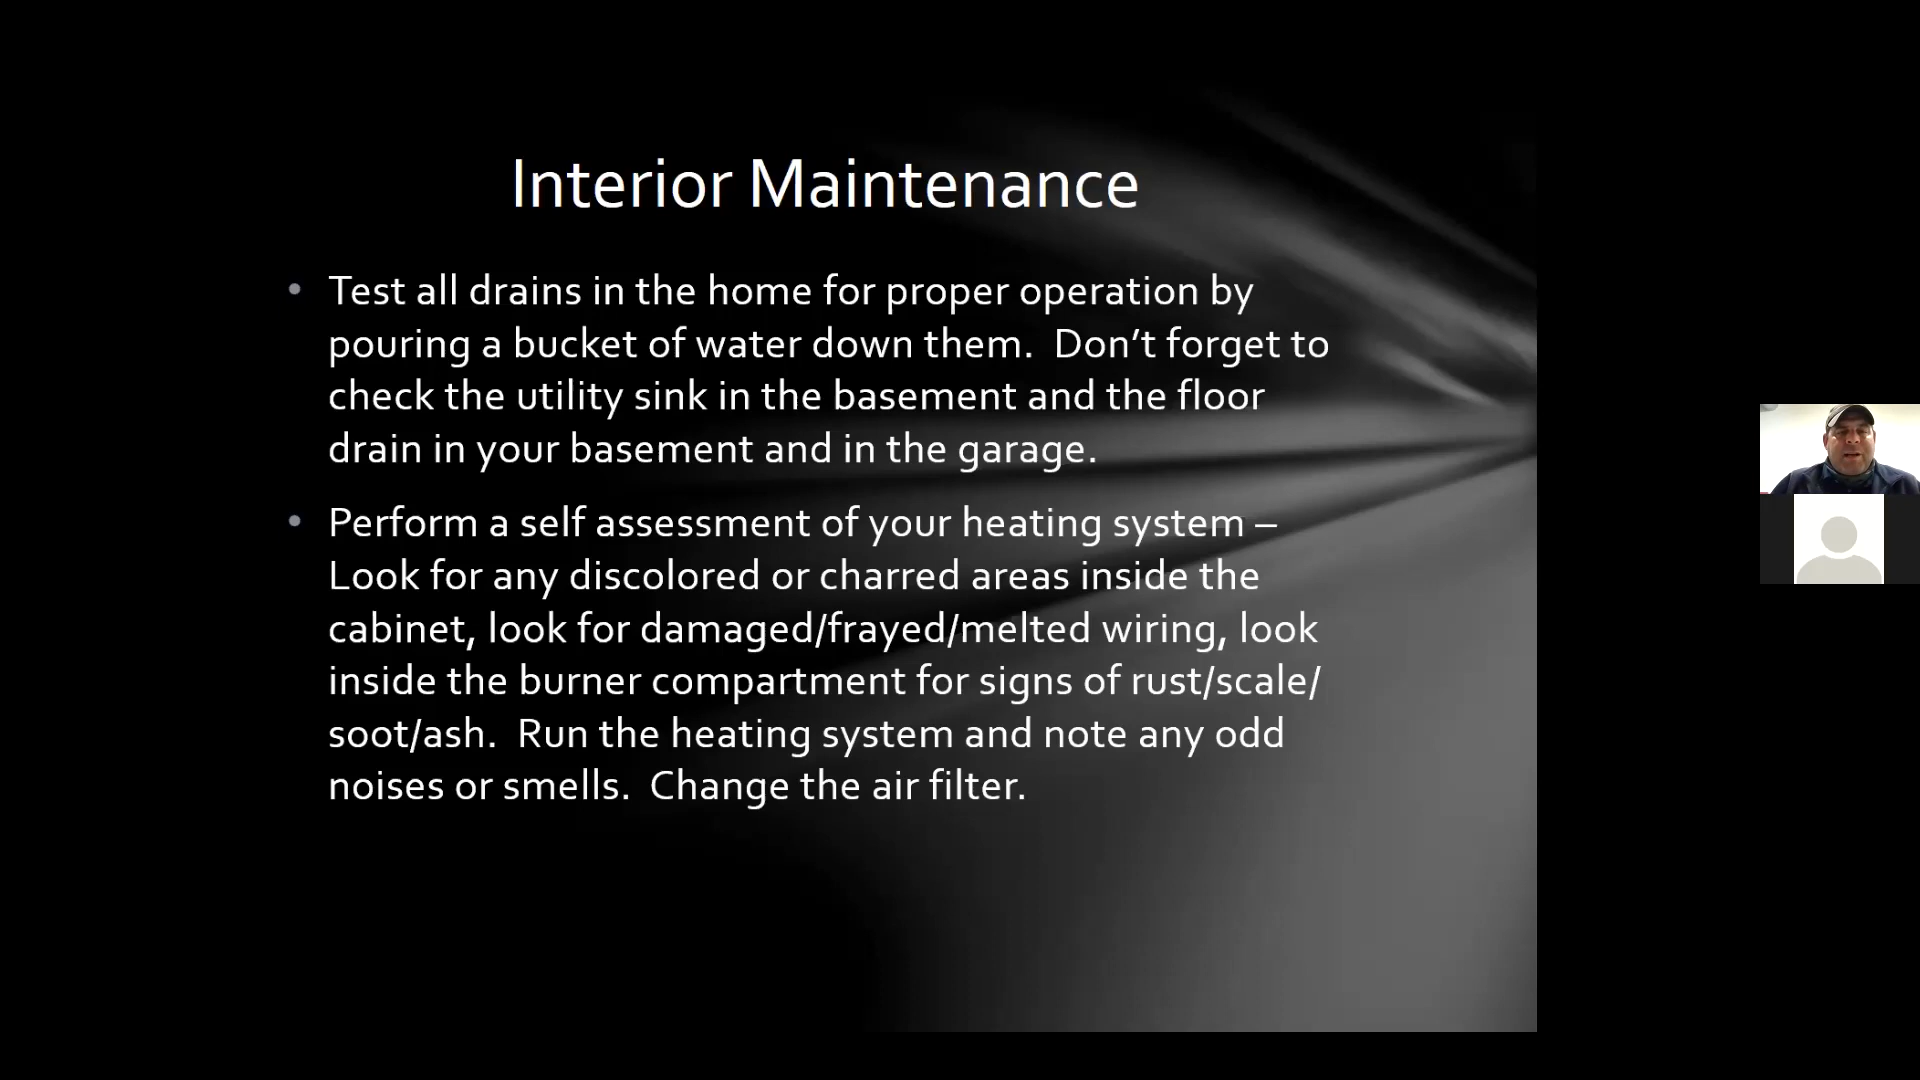 Interior Maintenance
• Test all drains in the home for proper operation by
pouring a bucket of water down them.  Don’t forget to
check the utility sink in the basement and the floor
drain in your basement and in the garage.
• Perform a self assessment of your heating system –
Look for any discolored or charred areas inside the
cabinet, look for damaged/frayed/melted wiring, look
inside the burner compartment for signs of rust/scale/
soot/ash.  Run the heating system and note any odd
noises or smells.  Change the air filter.